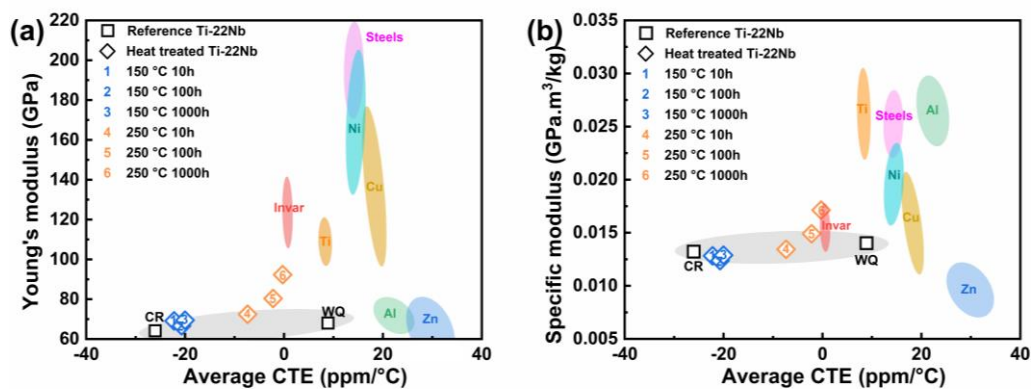 (a)
Young's modulus (GPa)
220
200
180
160
140
120
100
80
60
Reference Ti-22Nb
Heat treated Ti-22Nb
1 150 °C 10h
2 150 °C 100h
3 150 °C 1000h
4 250 °C 10h
5 250 °C 100h
6 250 °C 1000h
Steels
Ni
Cu
Invar
Ti
6
5
4
CR
1
3
WQ
Al
Zn
-40 -20 0 20 40
Average CTE (ppm/°C)
(b)
Specific modulus (GPa.m³/kg)
0.035
0.030
0.025
0.020
0.015
0.010
0.005
Reference Ti-22Nb
Heat treated Ti-22Nb
1 150 °C 10h
2 150 °C 100h
3 150 °C 1000h
4 250 °C 10h
5 250 °C 100h
6 250 °C 1000h
Ti
Steels
Al
Ni
Cu
6
Invar
5
4
CR
3
WQ
Zn
-40 -20 0 20 40
Average CTE (ppm/°C)